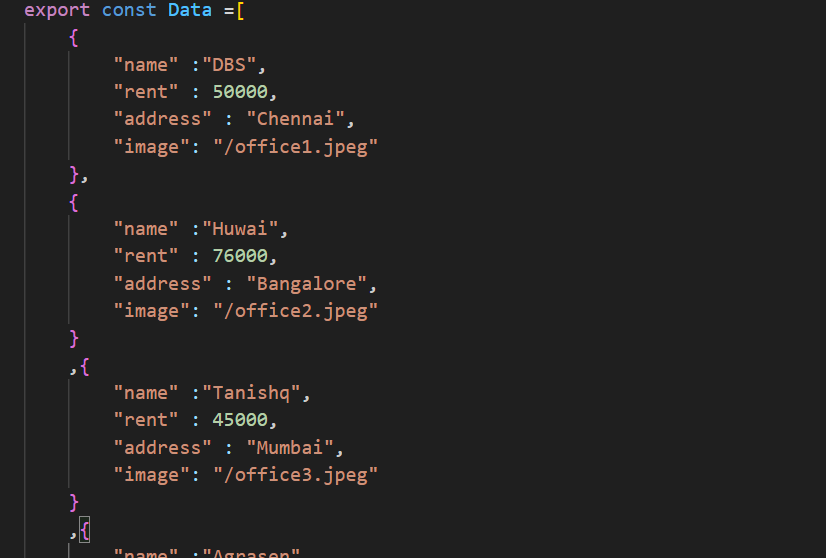 export const Data =[
{
"name" :"DBS",
"rent" : 50000,
"address" : "Chennai",
"image": "/office1.jpeg"
},
{
"name" :"Huwai",
"rent" : 76000,
"address" : "Bangalore",
"image": "/office2.jpeg"
}
,{
"name" :"Tanishq",
"rent" : 45000,
"address" : "Mumbai",
"image": "/office3.jpeg"
}
,{
"name" :"Agrasen"